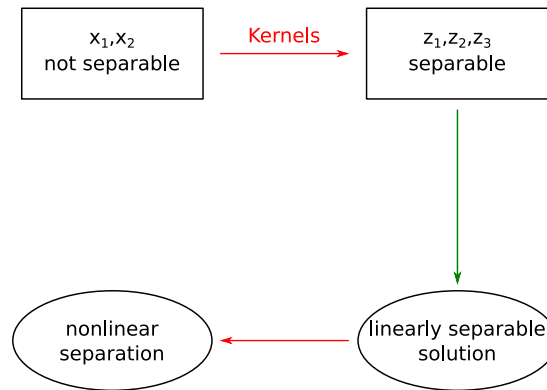 x₁,x₂
not separable
Kernels
z₁,z₂,z₃
separable
nonlinear
separation
linearly separable
solution